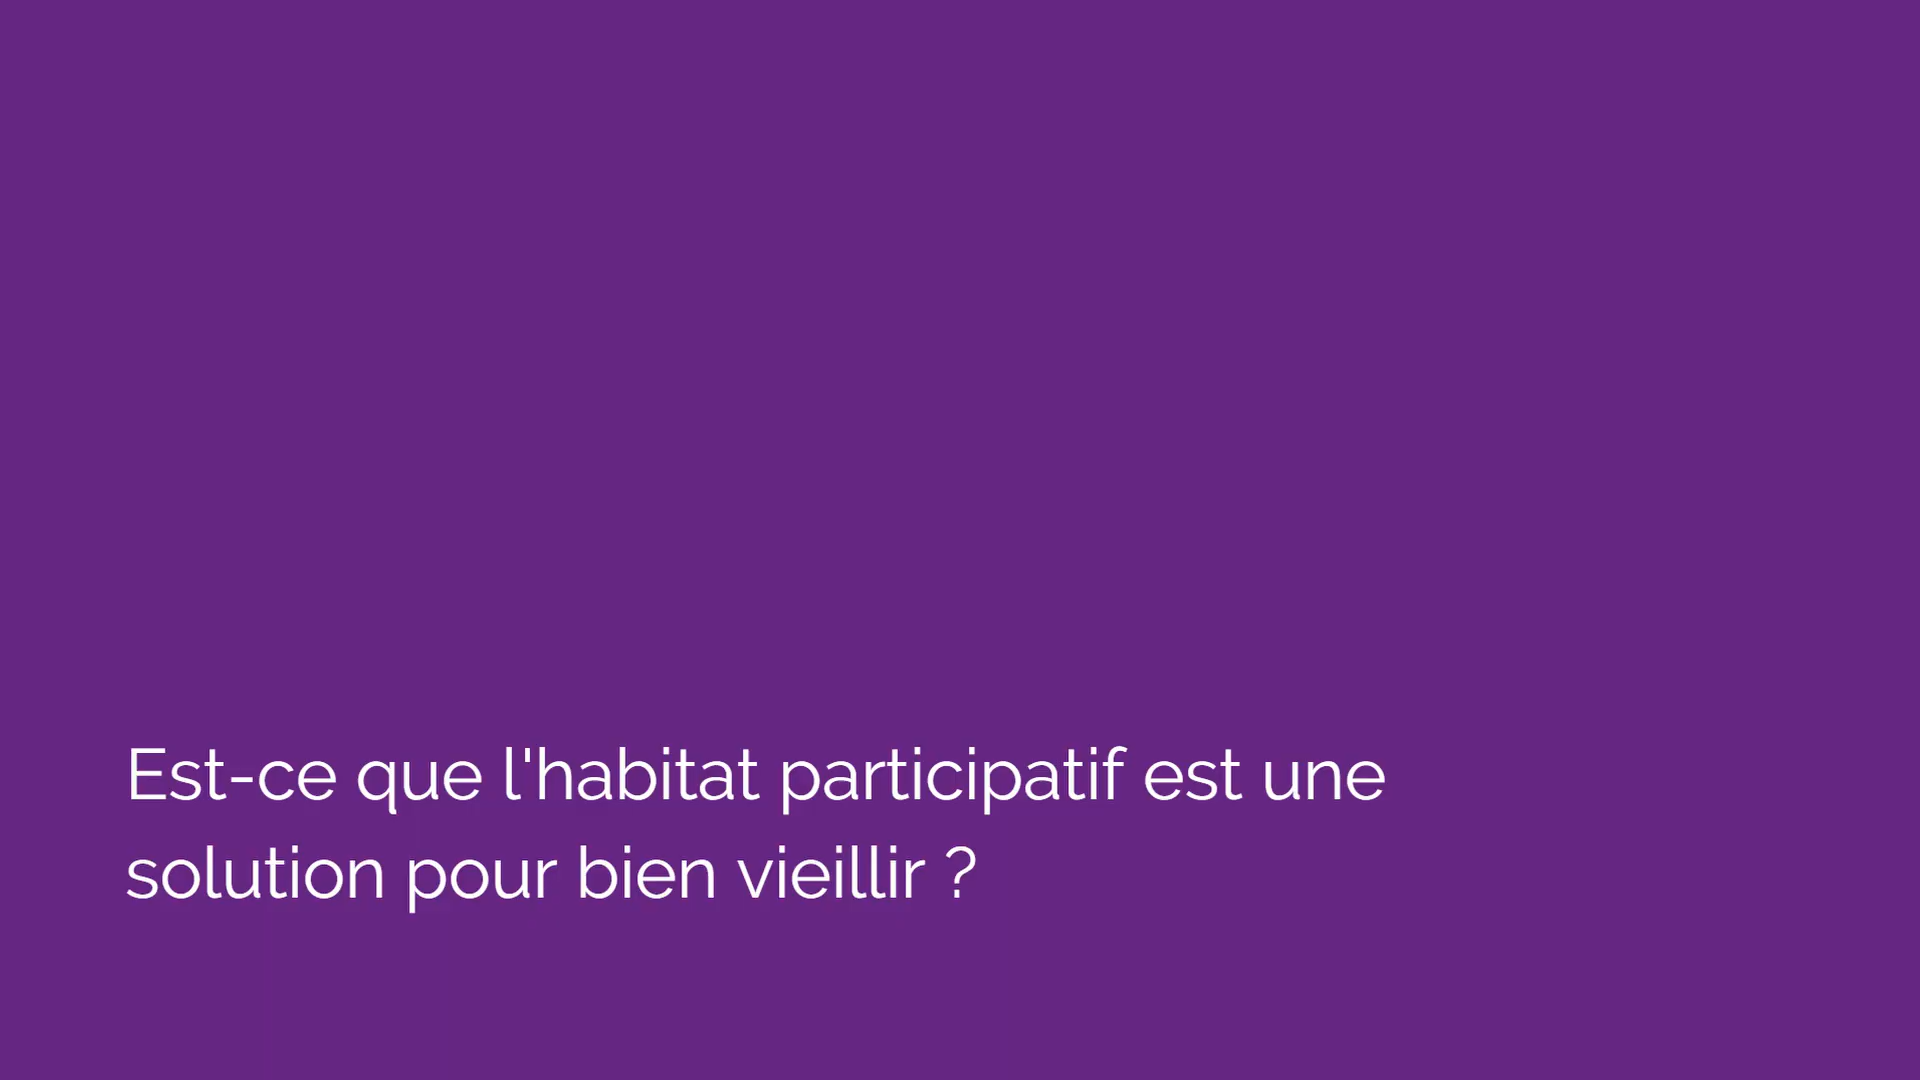 Est-ce que l'habitat participatif est une
solution pour bien vieillir ?